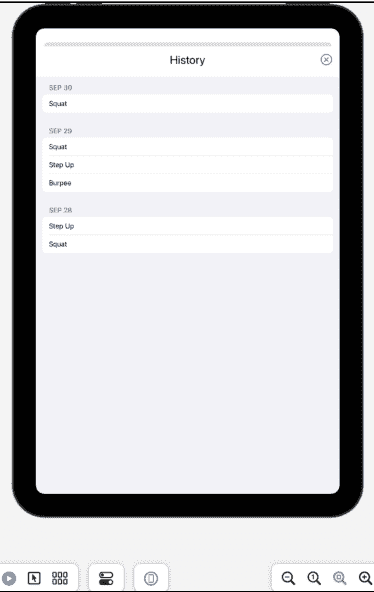 History
SEP 30
Squat
SEP 29
Squat
Step Up
Burpee
SEP 28
Step Up
Squat